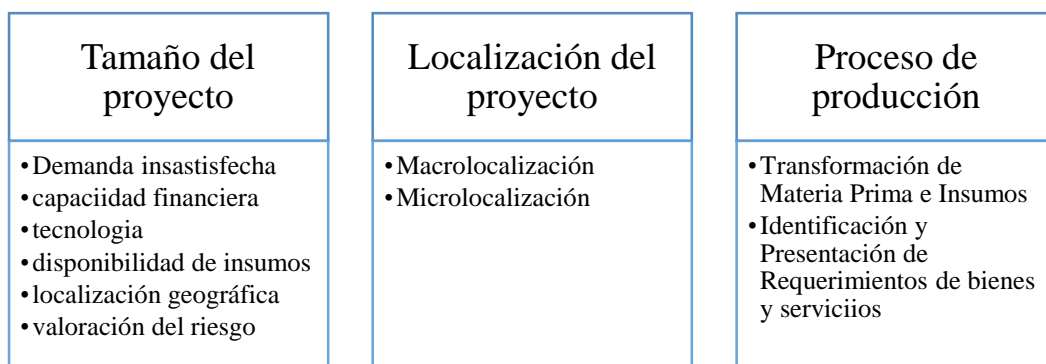 Tamaño del
proyecto
•Demanda insastisfecha
•capaciidad financiera
•tecnologia
•disponibilidad de insumos
•localización geográfica
•valoración del riesgo
Localización del
proyecto
•Macrolocalización
•Microlocalización
Proceso de
producción
•Transformación de
Materia Prima e Insumos
•Identificación y
Presentación de
Requerimientos de bienes
y serviciios